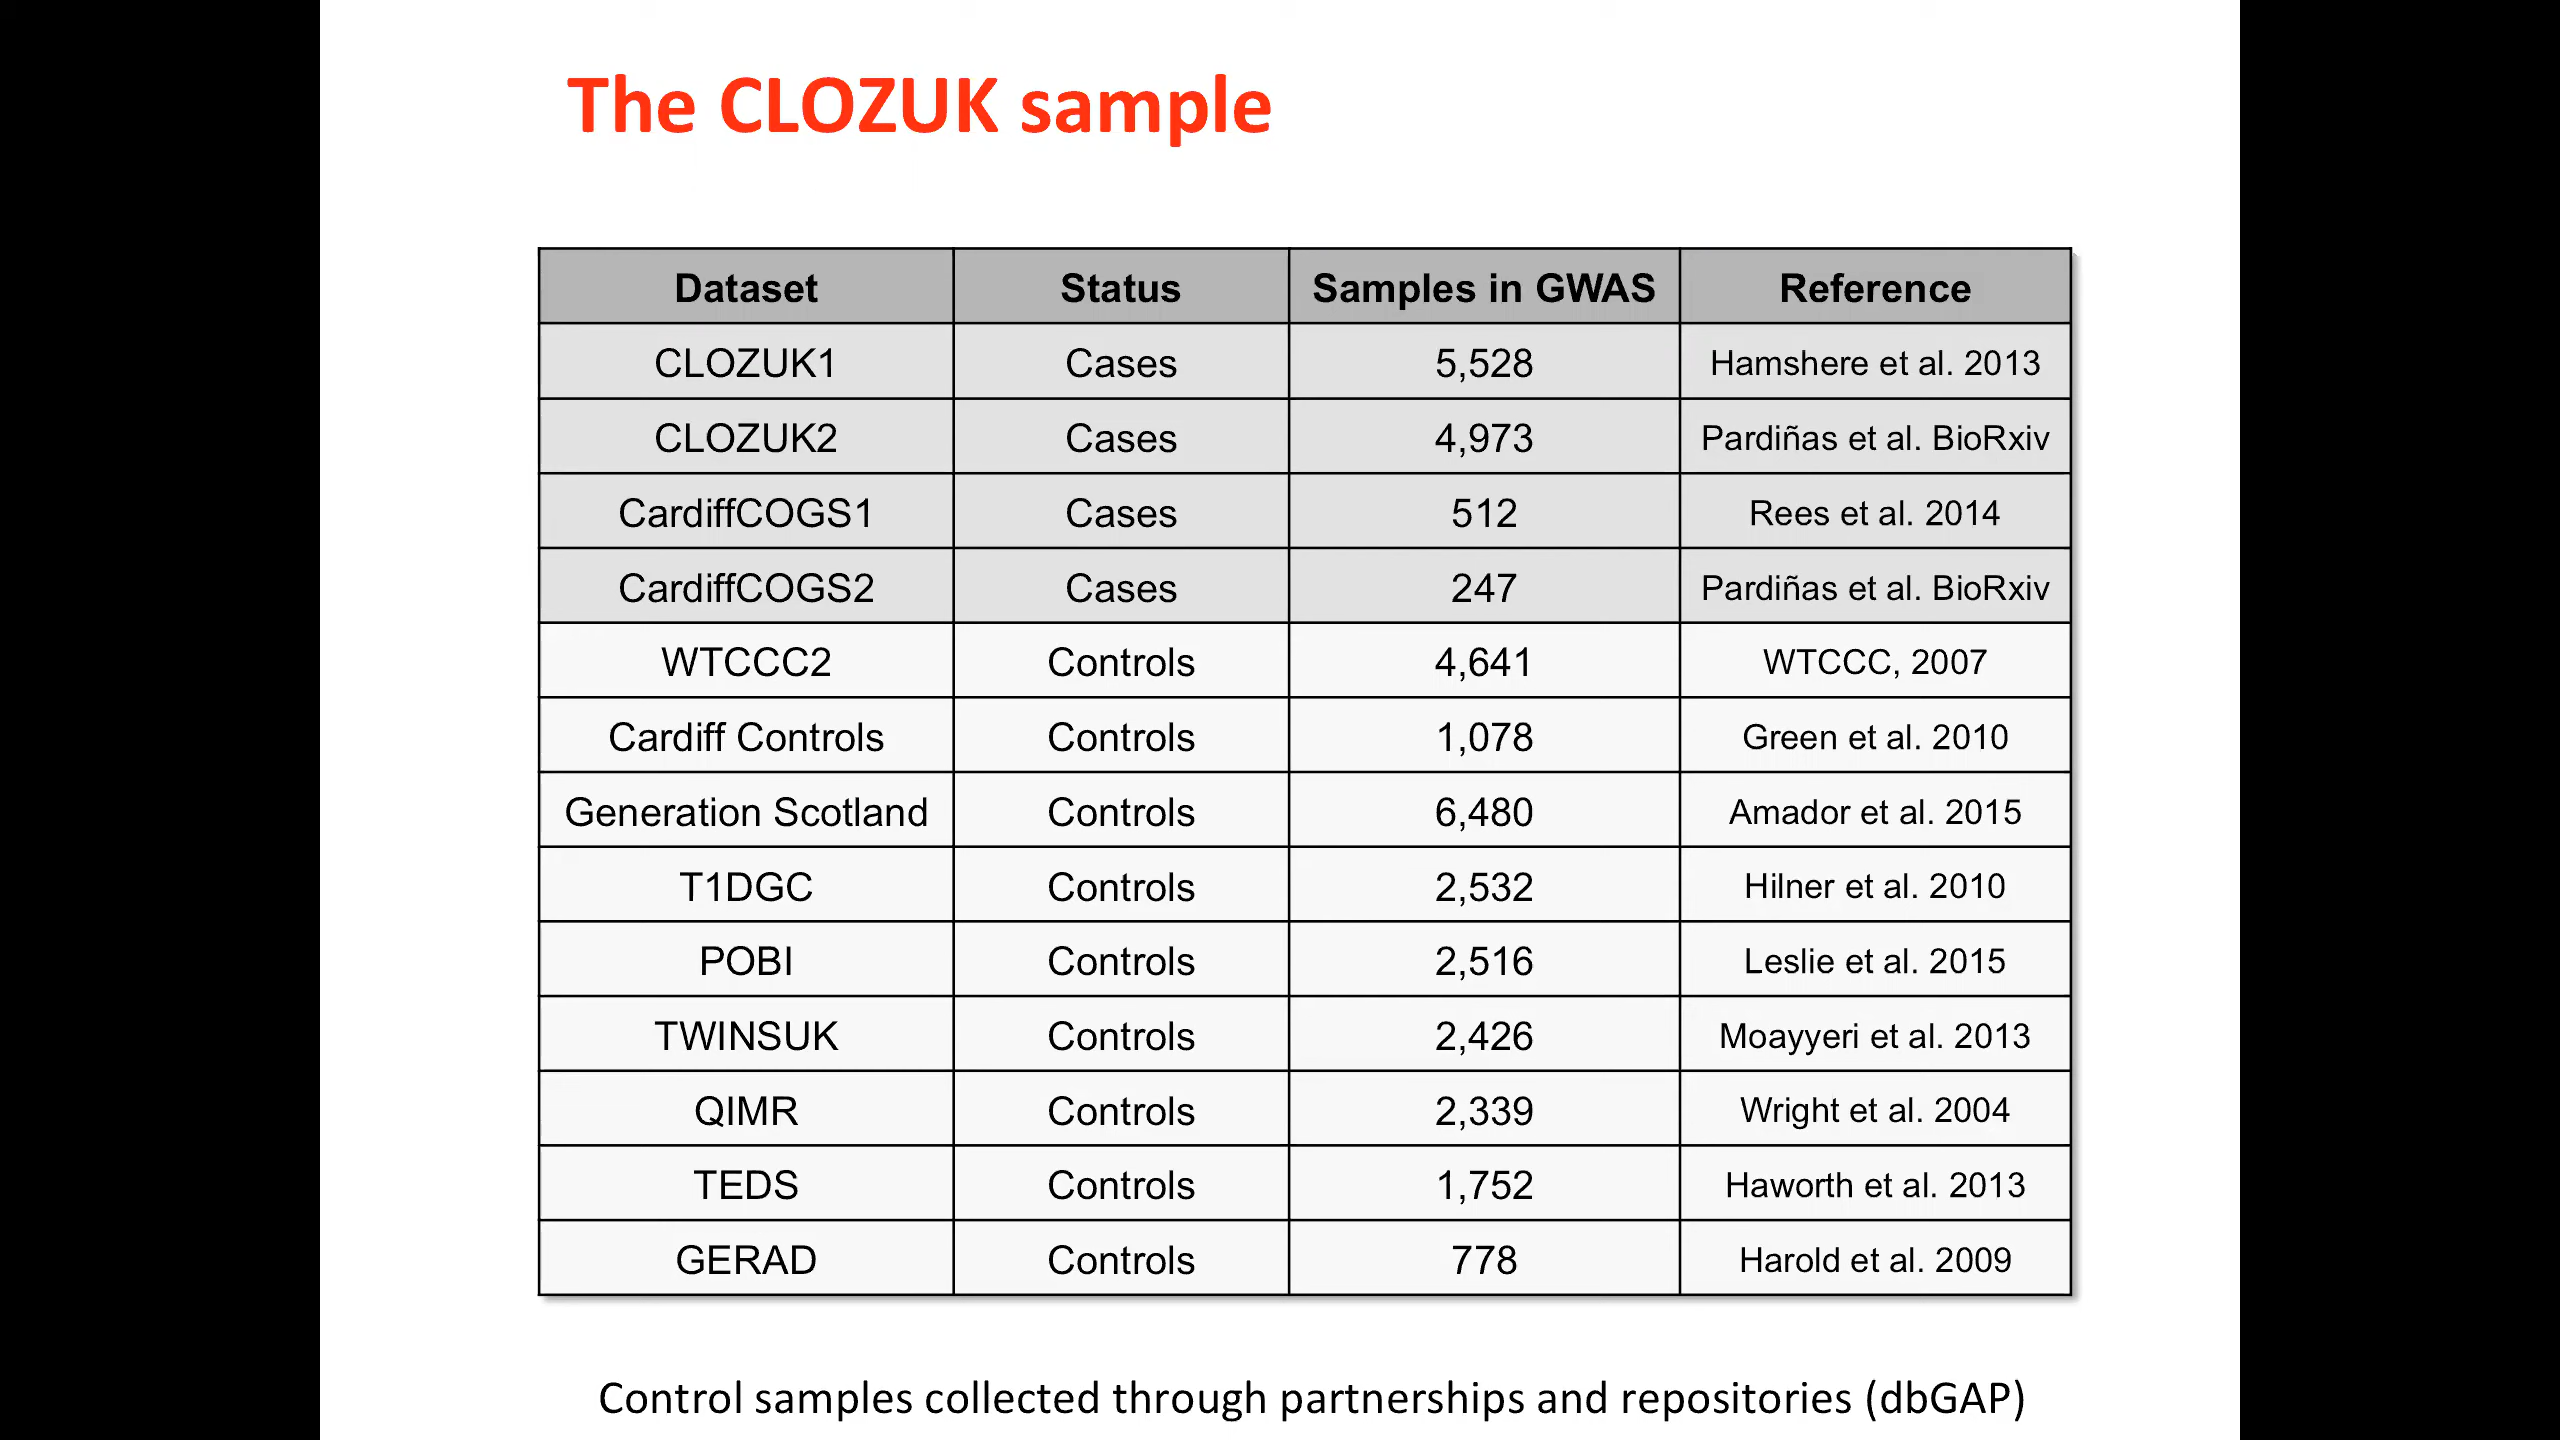 The CLOZUK sample
Dataset Status Samples in GWAS Reference
CLOZUK1 Cases 5,528 Hamshere et al. 2013
CLOZUK2 Cases 4,973 Pardiñas et al. BioRxiv
CardiffCOGS1 Cases 512 Rees et al. 2014
CardiffCOGS2 Cases 247 Pardiñas et al. BioRxiv
WTCCC2 Controls 4,641 WTCCC, 2007
Cardiff Controls Controls 1,078 Green et al. 2010
Generation Scotland Controls 6,480 Amador et al. 2015
T1DGC Controls 2,532 Hilner et al. 2010
POBI Controls 2,516 Leslie et al. 2015
TWINSUK Controls 2,426 Moayyeri et al. 2013
QIMR Controls 2,339 Wright et al. 2004
TEDS Controls 1,752 Haworth et al. 2013
GERAD Controls 778 Harold et al. 2009
Control samples collected through partnerships and repositories (dbGAP)